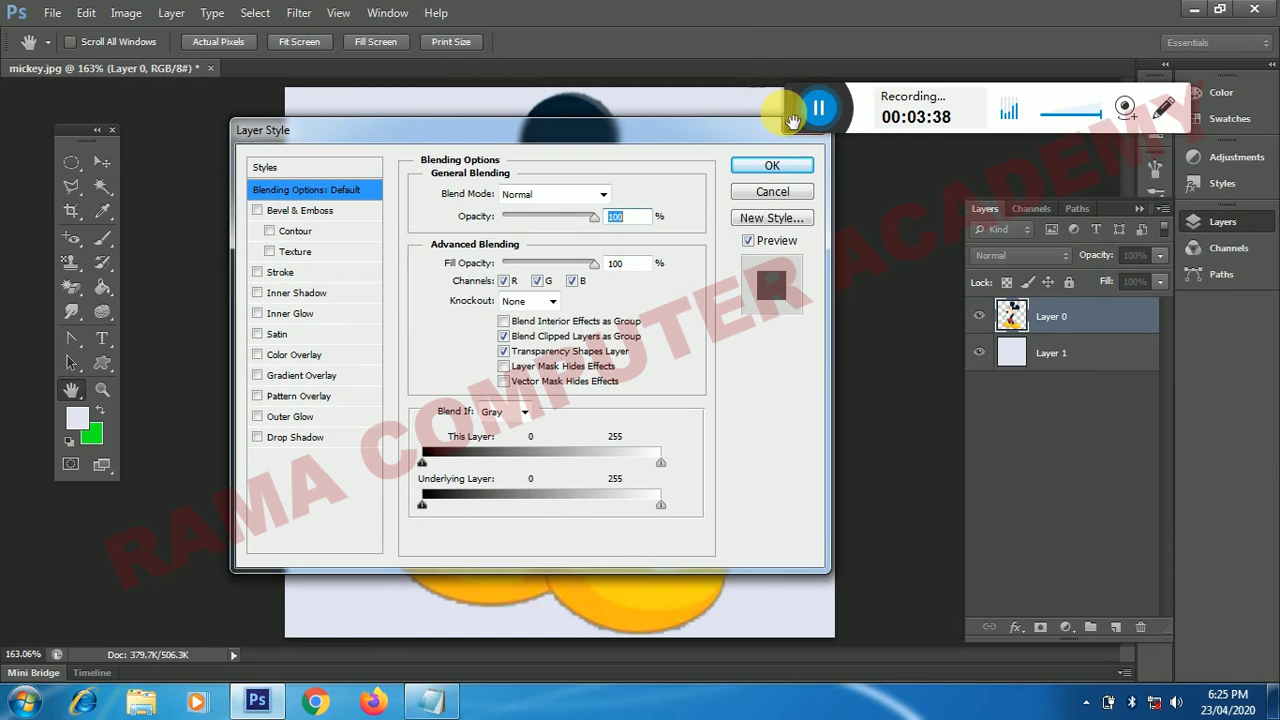 Ps File Edit Image Layer Type Select Filter View Window Help
Scroll All Windows Actual Pixels Fit Screen Fill Screen Print Size Essentials
mickey.jpg @ 163% (Layer 0, RGB/8#) * ×
Recording...
00:03:38
Layer Style
Styles
Blending Options: Default
Bevel & Emboss
Contour
Texture
Stroke
Inner Shadow
Inner Glow
Satin
Color Overlay
Gradient Overlay
Pattern Overlay
Outer Glow
Drop Shadow
Blending Options
General Blending
Blend Mode: Normal
Opacity: 100 %
Advanced Blending
Fill Opacity: 100 %
Channels: R G B
Knockout: None
Blend Interior Effects as Group
Blend Clipped Layers as Group
Transparency Shapes Layer
Layer Mask Hides Effects
Vector Mask Hides Effects
Blend If: Gray
This Layer: 0 255
Underlying Layer: 0 255
OK
Cancel
New Style...
Preview
Color
Swatches
Adjustments
Styles
Layers
Channels
Paths
Layers Channels Paths
Kind
Normal Opacity: 100%
Lock: Fill: 100%
Layer 0
Layer 1
RAMA COMPUTER ACADEMY
163.06% Doc: 379.7K/506.3K
Mini Bridge Timeline
Ps
6:25 PM
23/04/2020